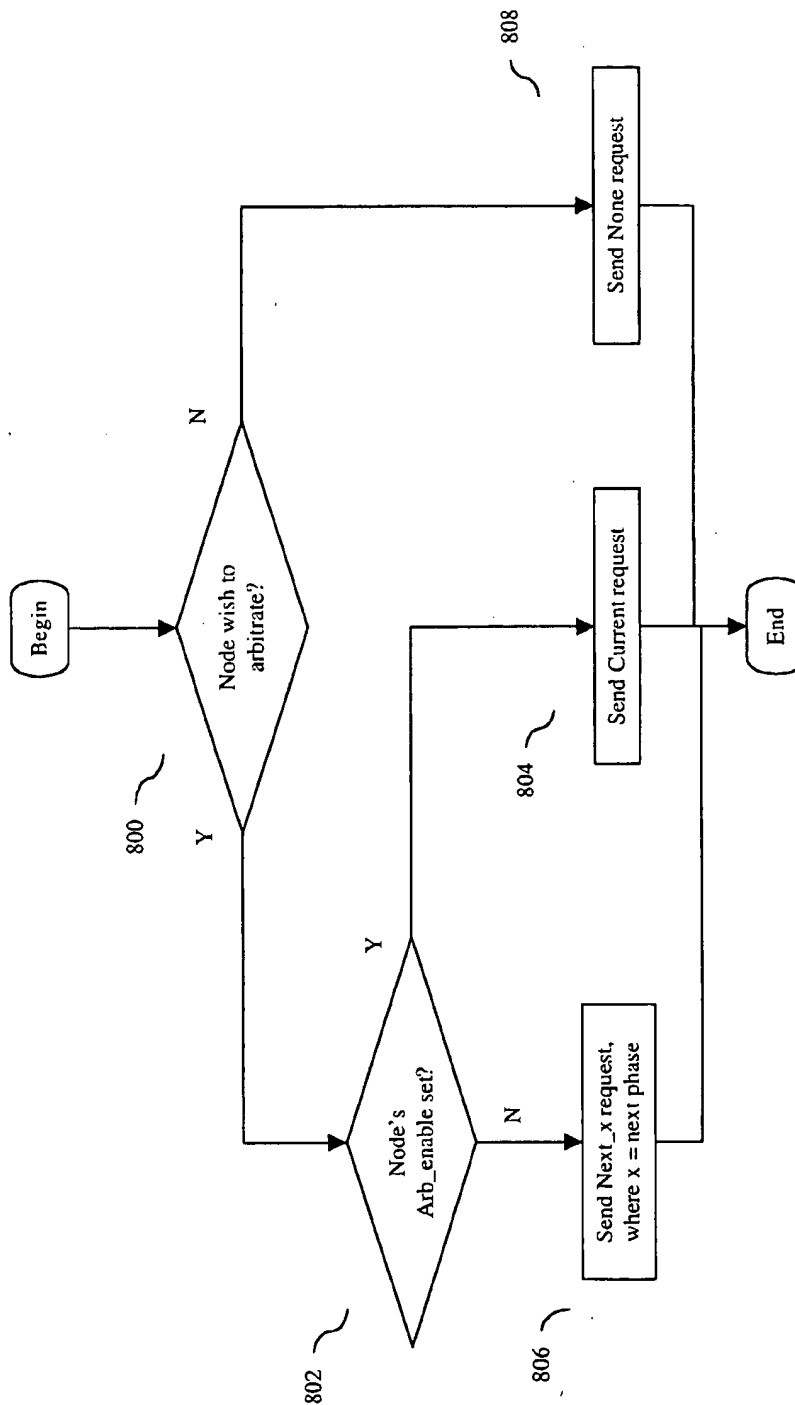 Begin
800
Node wish to
arbitrate?
Y
N
802
Node's
Arb_enable set?
Y
N
804
Send Current request
806
Send Next_x request,
where x = next phase
808
Send None request
End